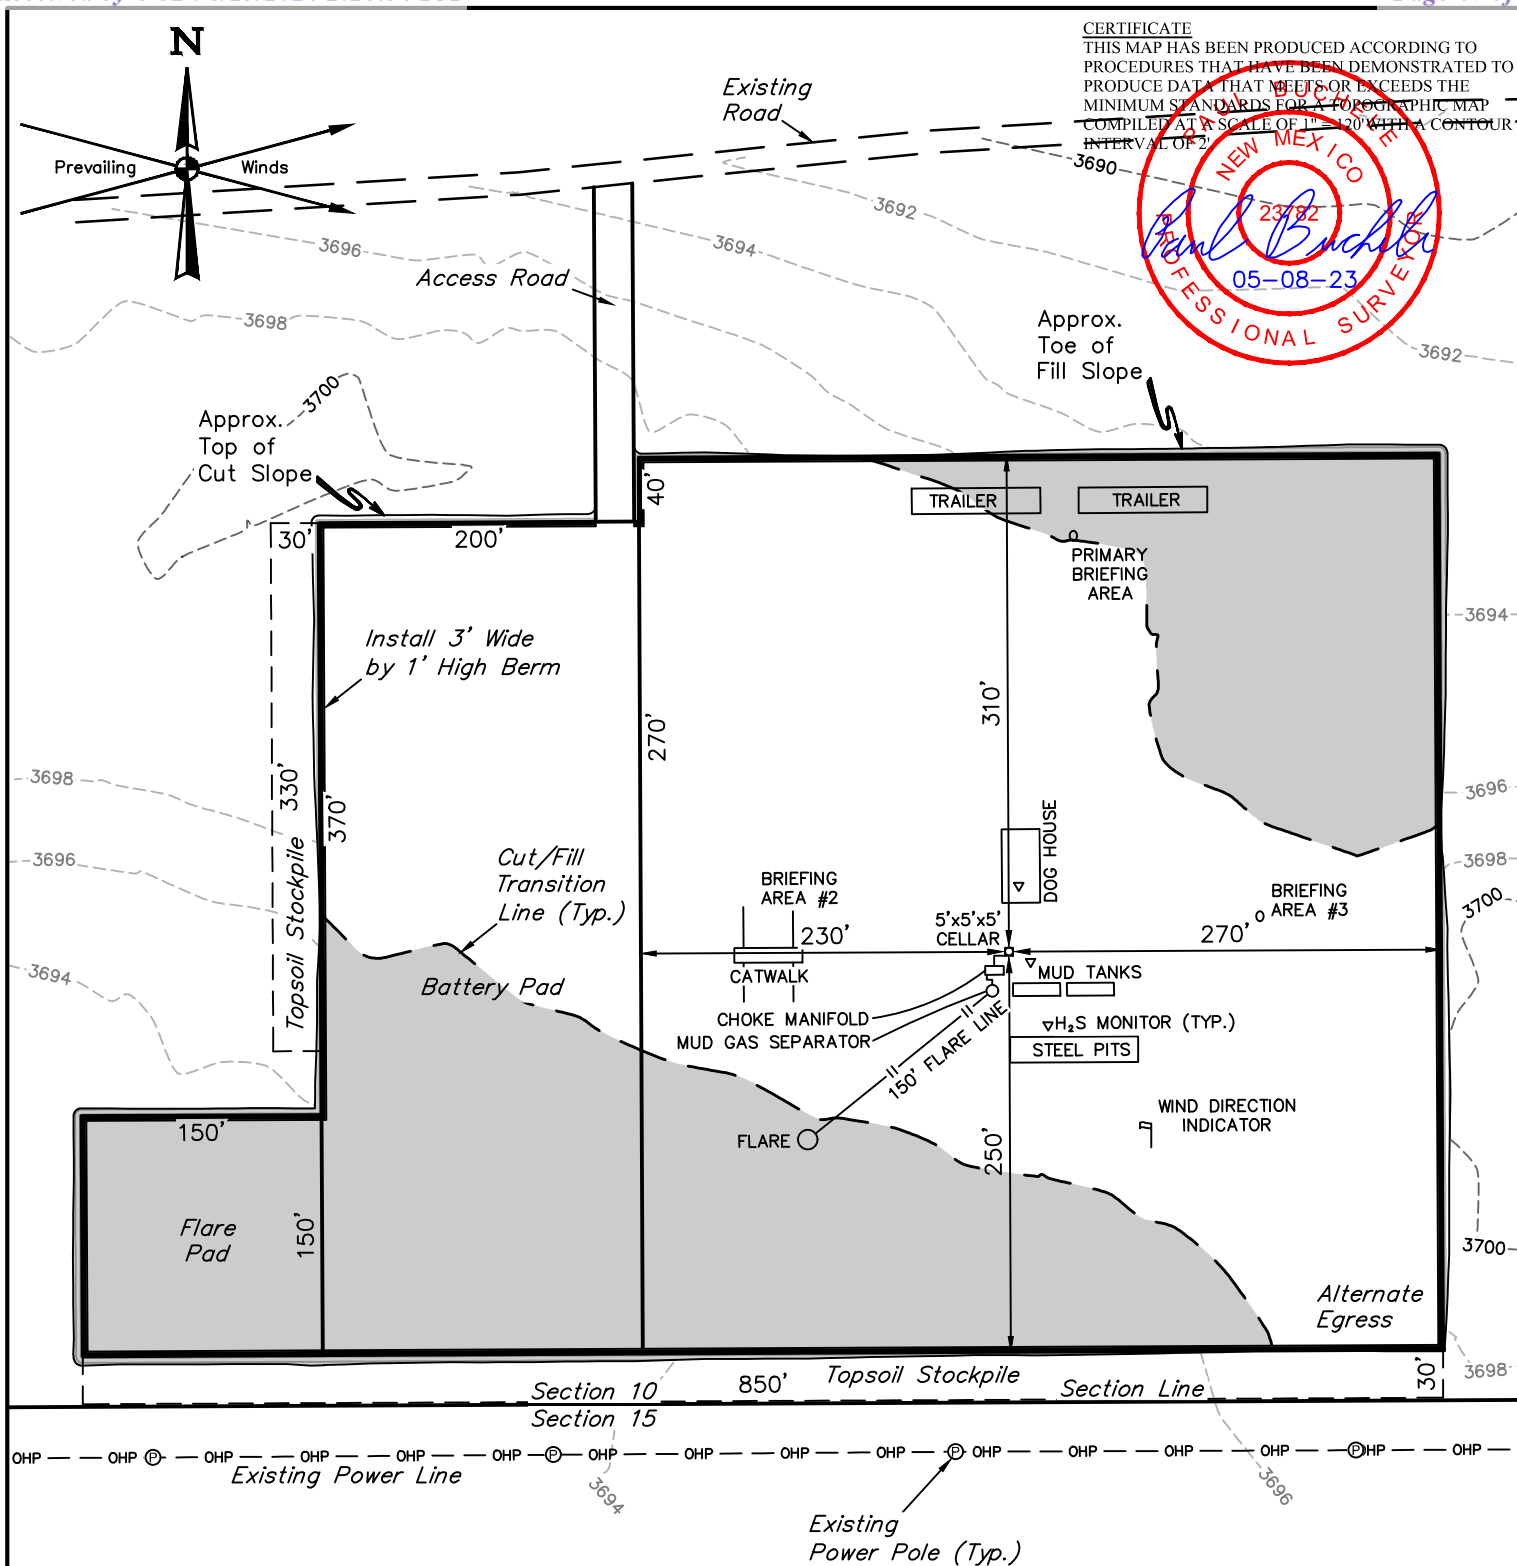 N
Prevailing
Winds
Existing
Road
CERTIFICATE
THIS MAP HAS BEEN PRODUCED ACCORDING TO
PROCEDURES THAT HAVE BEEN DEMONSTRATED TO
PRODUCE DATA THAT MEETS OR EXCEEDS THE
MINIMUM STANDARDS FOR A TOPOGRAPHIC MAP
COMPILED AT A SCALE OF 1" = 120' WITH A CONTOUR
INTERVAL OF 2'.
PAUL BUCHELE
NEW MEXICO
23782
PROFESSIONAL SURVEYOR
Paul Buchele
05-08-23
3690
3692
3694
3696
3698
3692
3700
Access Road
Approx.
Toe of
Fill Slope
Approx.
Top of
Cut Slope
40'
30'
200'
TRAILER
TRAILER
PRIMARY
BRIEFING
AREA
3694
Install 3' Wide
by 1' High Berm
270'
310'
330'
370'
Topsoil Stockpile
3698
3696
3694
3696
3698
3700
Cut/Fill
Transition
Line (Typ.)
DOG HOUSE
BRIEFING
AREA #2
BRIEFING
AREA #3
5'x5'x5'
CELLAR
230'
270'
CATWALK
MUD TANKS
Battery Pad
CHOKE MANIFOLD
MUD GAS SEPARATOR
150' FLARE LINE
H₂S MONITOR (TYP.)
STEEL PITS
WIND DIRECTION
INDICATOR
FLARE
250'
150'
150'
Flare
Pad
3700
Alternate
Egress
30'
3698
Topsoil Stockpile
850'
Section 10
Section Line
Section 15
OHP OHP P OHP OHP OHP OHP P OHP OHP OHP OHP P OHP OHP OHP OHP P OHP OHP
Existing Power Line
3694
3696
Existing
Power Pole (Typ.)